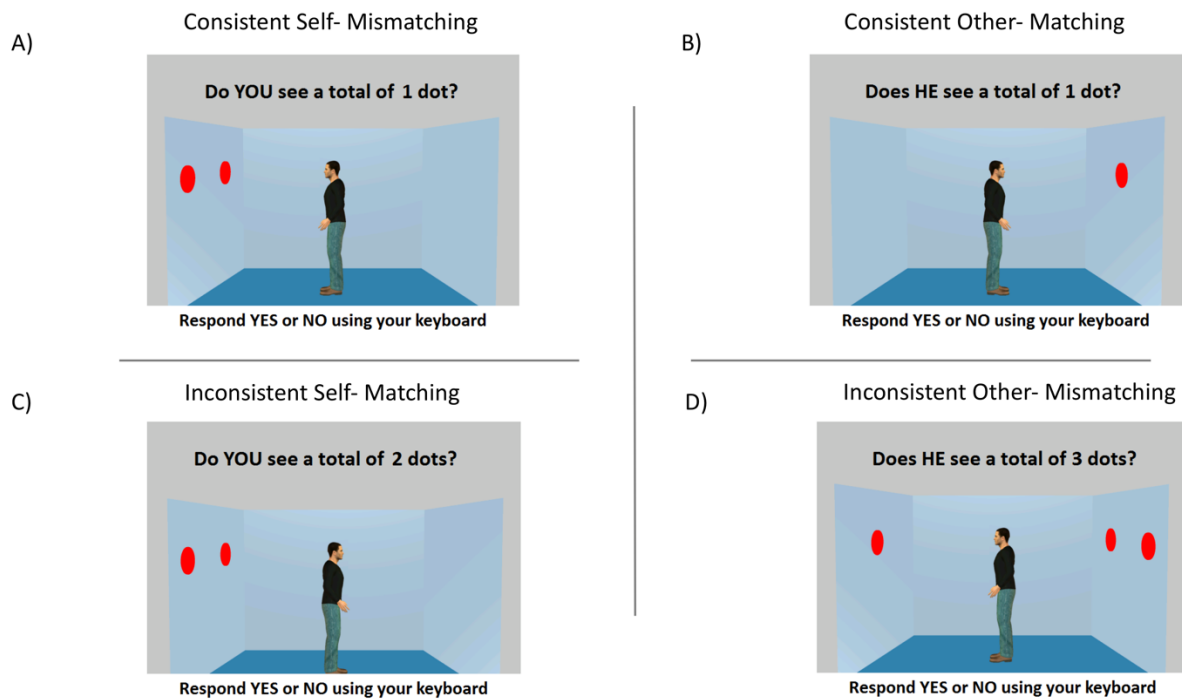 Consistent Self- Mismatching
A)
Do YOU see a total of 1 dot?
Respond YES or NO using your keyboard
Consistent Other- Matching
B)
Does HE see a total of 1 dot?
Respond YES or NO using your keyboard
Inconsistent Self- Matching
C)
Do YOU see a total of 2 dots?
Respond YES or NO using your keyboard
Inconsistent Other- Mismatching
D)
Does HE see a total of 3 dots?
Respond YES or NO using your keyboard